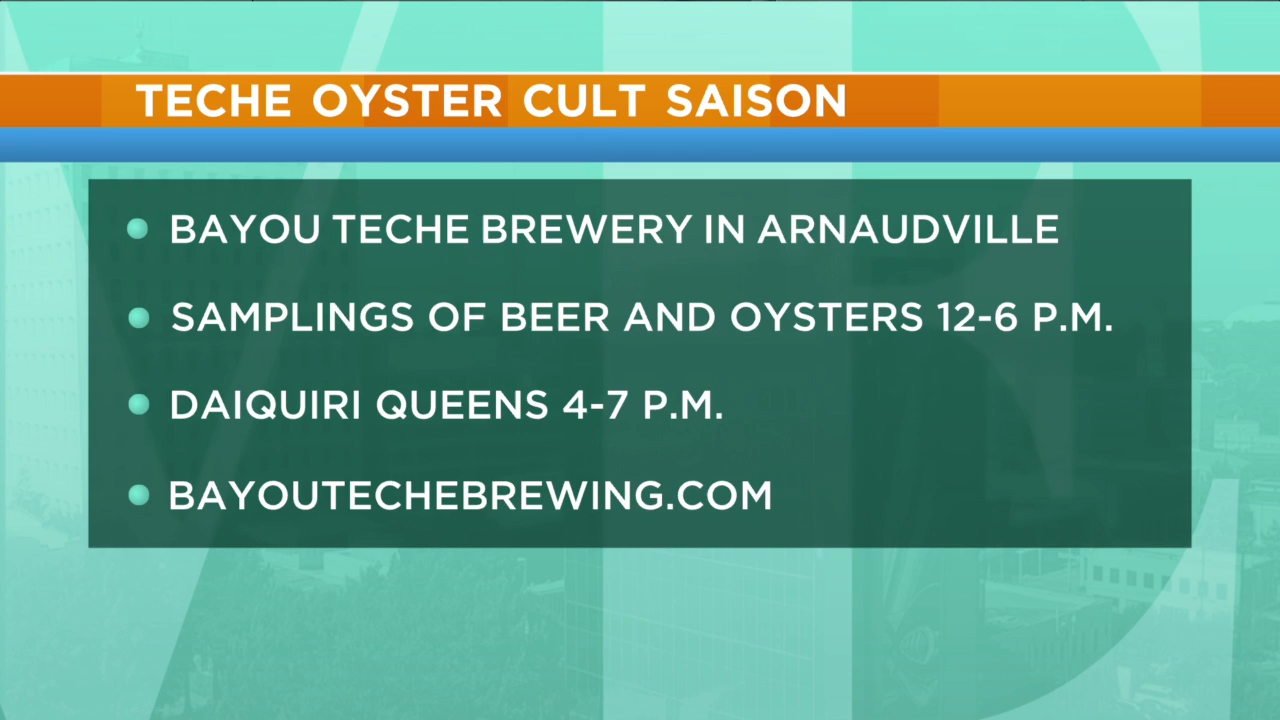 TECHE OYSTER CULT SAISON
BAYOU TECHE BREWERY IN ARNAUDVILLE
SAMPLINGS OF BEER AND OYSTERS 12-6 P.M.
DAIQUIRI QUEENS 4-7 P.M.
BAYOUTECHEBREWING.COM